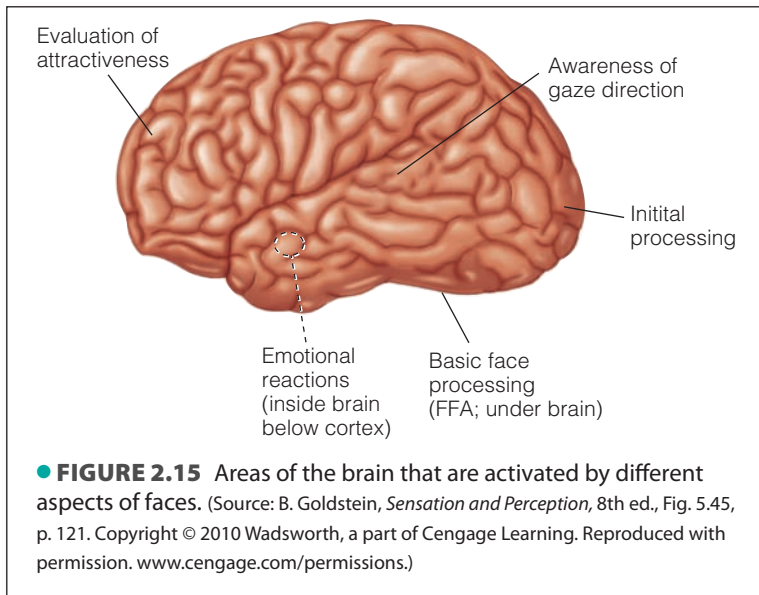 Evaluation of
attractiveness
Awareness of
gaze direction
Initital
processing
Emotional
reactions
(inside brain
below cortex)
Basic face
processing
(FFA; under brain)
● FIGURE 2.15 Areas of the brain that are activated by different
aspects of faces. (Source: B. Goldstein, Sensation and Perception, 8th ed., Fig. 5.45,
p. 121. Copyright © 2010 Wadsworth, a part of Cengage Learning. Reproduced with
permission. www.cengage.com/permissions.)